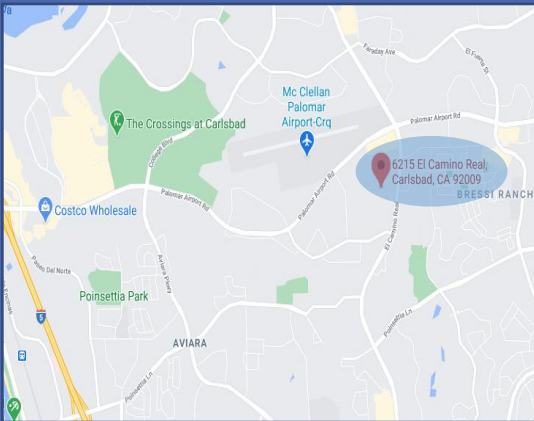 Faraday Ave
El Fuerte St
Mc Clellan
Palomar
Airport-Crq
The Crossings at Carlsbad
College Blvd
Palomar Airport Rd
6215 El Camino Real,
Carlsbad, CA 92009
BRESSI RANCH
Palomar Airport Rd
Palomar Airport Rd
Costco Wholesale
El Camino Real
Paseo Del Norte
Aviara Pkwy
Poinsettia Park
5
Poinsettia Ln
AVIARA
Poinsettia Ln